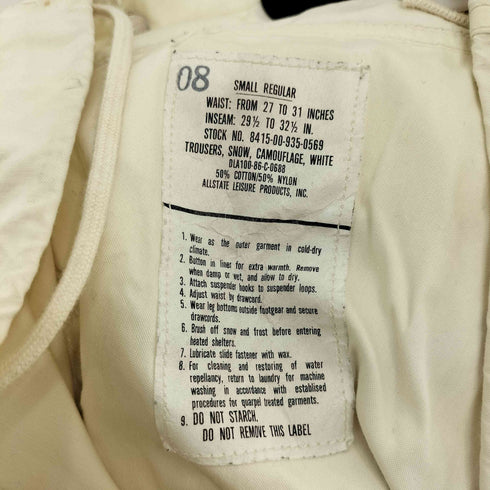 08
SMALL REGULAR
WAIST: FROM 27 TO 31 INCHES
INSEAM: 29½ TO 32½ IN.
STOCK NO. 8415-00-935-0569
TROUSERS, SNOW, CAMOUFLAGE, WHITE
DLA100-86-C-0688
50% COTTON/50% NYLON
ALLSTATE LEISURE PRODUCTS, INC.
1. Wear as the outer garment in cold-dry
climate.
2. Button in liner for extra warmth. Remove
when damp or wet, and allow to dry.
3. Attach suspender hooks to suspender loops.
4. Adjust waist by drawcord.
5. Wear leg bottoms outside footgear and secure
drawcords.
6. Brush off snow and frost before entering
heated shelters.
7. Lubricate slide fastener with wax.
8. For cleaning and restoring of water
repellancy, return to laundry for machine
washing in accordance with establised
procedures for quarpel treated garments.
9. DO NOT STARCH.
DO NOT REMOVE THIS LABEL